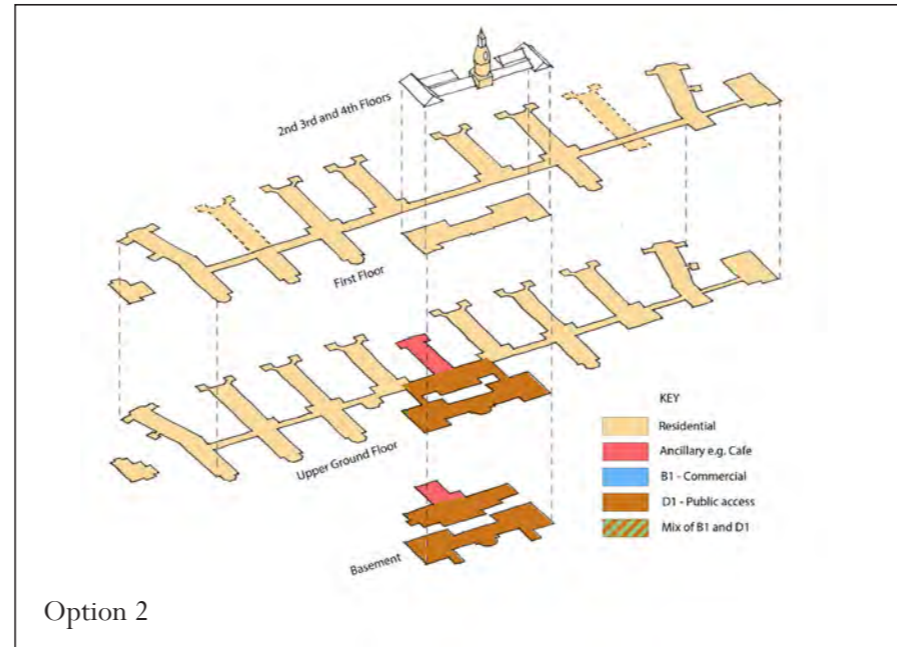 2nd 3rd and 4th Floors
First Floor
Upper Ground Floor
Basement
KEY
Residential
Ancillary e.g. Cafe
B1 - Commercial
D1 - Public access
Mix of B1 and D1
Option 2